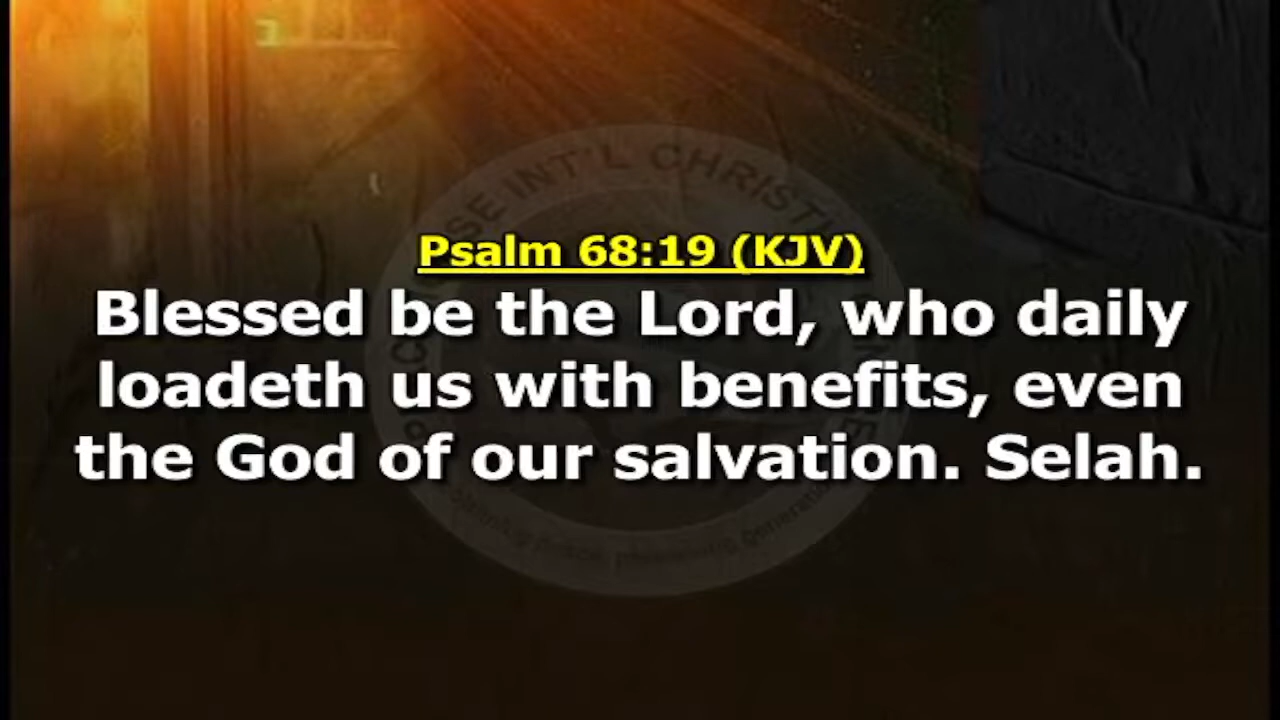 Psalm 68:19 (KJV)
Blessed be the Lord, who daily
loadeth us with benefits, even
the God of our salvation. Selah.
INT'L